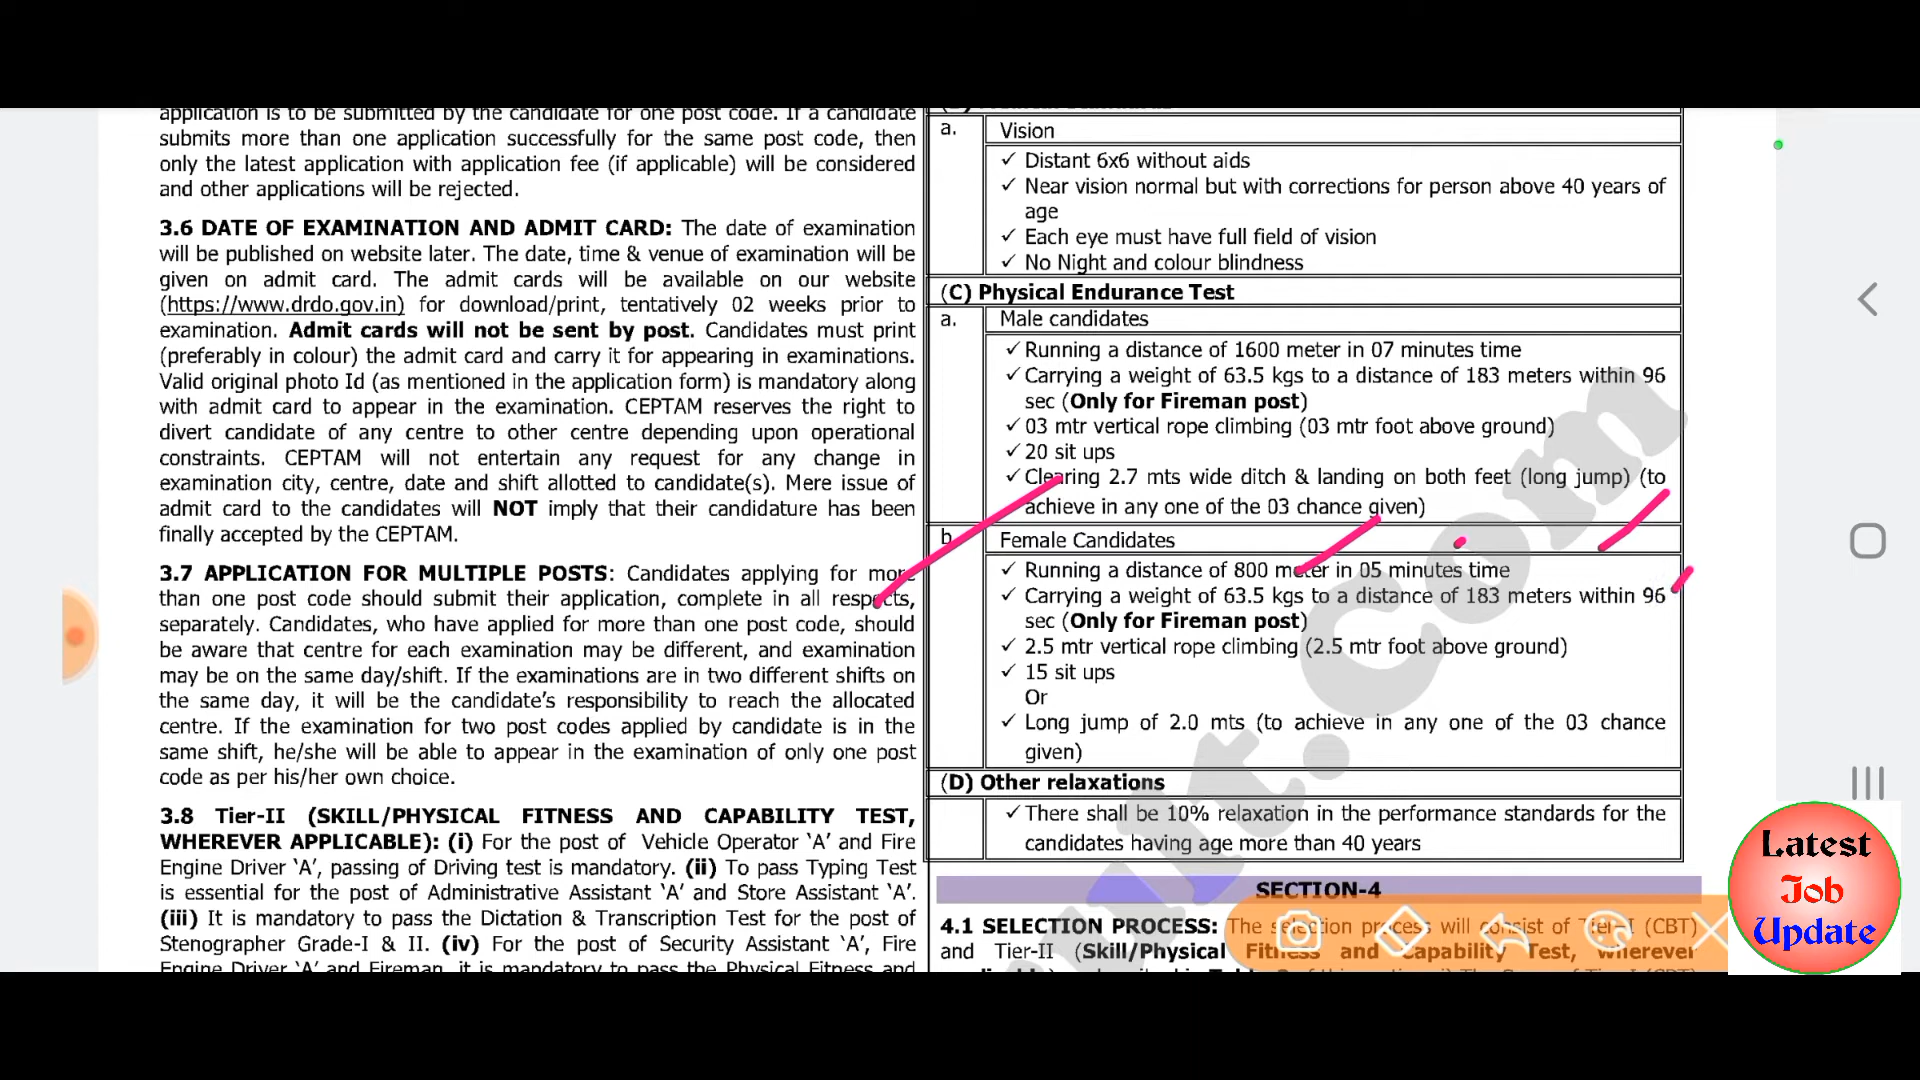 application is to be submitted by the candidate for one post code. If a candidate
submits more than one application successfully for the same post code, then
only the latest application with application fee (if applicable) will be considered
and other applications will be rejected.
3.6 DATE OF EXAMINATION AND ADMIT CARD: The date of examination
will be published on website later. The date, time & venue of examination will be
given on admit card. The admit cards will be available on our website
(https://www.drdo.gov.in) for download/print, tentatively 02 weeks prior to
examination. Admit cards will not be sent by post. Candidates must print
(preferably in colour) the admit card and carry it for appearing in examinations.
Valid original photo Id (as mentioned in the application form) is mandatory along
with admit card to appear in the examination. CEPTAM reserves the right to
divert candidate of any centre to other centre depending upon operational
constraints. CEPTAM will not entertain any request for any change in
examination city, centre, date and shift allotted to candidate(s). Mere issue of
admit card to the candidates will NOT imply that their candidature has been
finally accepted by the CEPTAM.
3.7 APPLICATION FOR MULTIPLE POSTS: Candidates applying for more
than one post code should submit their application, complete in all respects,
separately. Candidates, who have applied for more than one post code, should
be aware that centre for each examination may be different, and examination
may be on the same day/shift. If the examinations are in two different shifts on
the same day, it will be the candidate's responsibility to reach the allocated
centre. If the examination for two post codes applied by candidate is in the
same shift, he/she will be able to appear in the examination of only one post
code as per his/her own choice.
3.8 Tier-II (SKILL/PHYSICAL FITNESS AND CAPABILITY TEST,
WHEREVER APPLICABLE): (i) For the post of Vehicle Operator 'A' and Fire
Engine Driver 'A', passing of Driving test is mandatory. (ii) To pass Typing Test
is essential for the post of Administrative Assistant 'A' and Store Assistant 'A'.
(iii) It is mandatory to pass the Dictation & Transcription Test for the post of
Stenographer Grade-I & II. (iv) For the post of Security Assistant 'A', Fire
Engine Driver 'A' and Fireman, it is mandatory to pass the Physical Fitness and
a. Vision
✓ Distant 6x6 without aids
✓ Near vision normal but with corrections for person above 40 years of
age
✓ Each eye must have full field of vision
✓ No Night and colour blindness
(C) Physical Endurance Test
a. Male candidates
✓ Running a distance of 1600 meter in 07 minutes time
✓ Carrying a weight of 63.5 kgs to a distance of 183 meters within 96
sec (Only for Fireman post)
✓ 03 mtr vertical rope climbing (03 mtr foot above ground)
✓ 20 sit ups
✓ Clearing 2.7 mts wide ditch & landing on both feet (long jump) (to
achieve in any one of the 03 chance given)
b Female Candidates
✓ Running a distance of 800 meter in 05 minutes time
✓ Carrying a weight of 63.5 kgs to a distance of 183 meters within 96
sec (Only for Fireman post)
✓ 2.5 mtr vertical rope climbing (2.5 mtr foot above ground)
✓ 15 sit ups
Or
✓ Long jump of 2.0 mts (to achieve in any one of the 03 chance
given)
(D) Other relaxations
✓ There shall be 10% relaxation in the performance standards for the
candidates having age more than 40 years
SECTION-4
4.1 SELECTION PROCESS: The selection process will consist of Tier-I (CBT)
and Tier-II (Skill/Physical Fitness and Capability Test, wherever
Latest
Job
Update